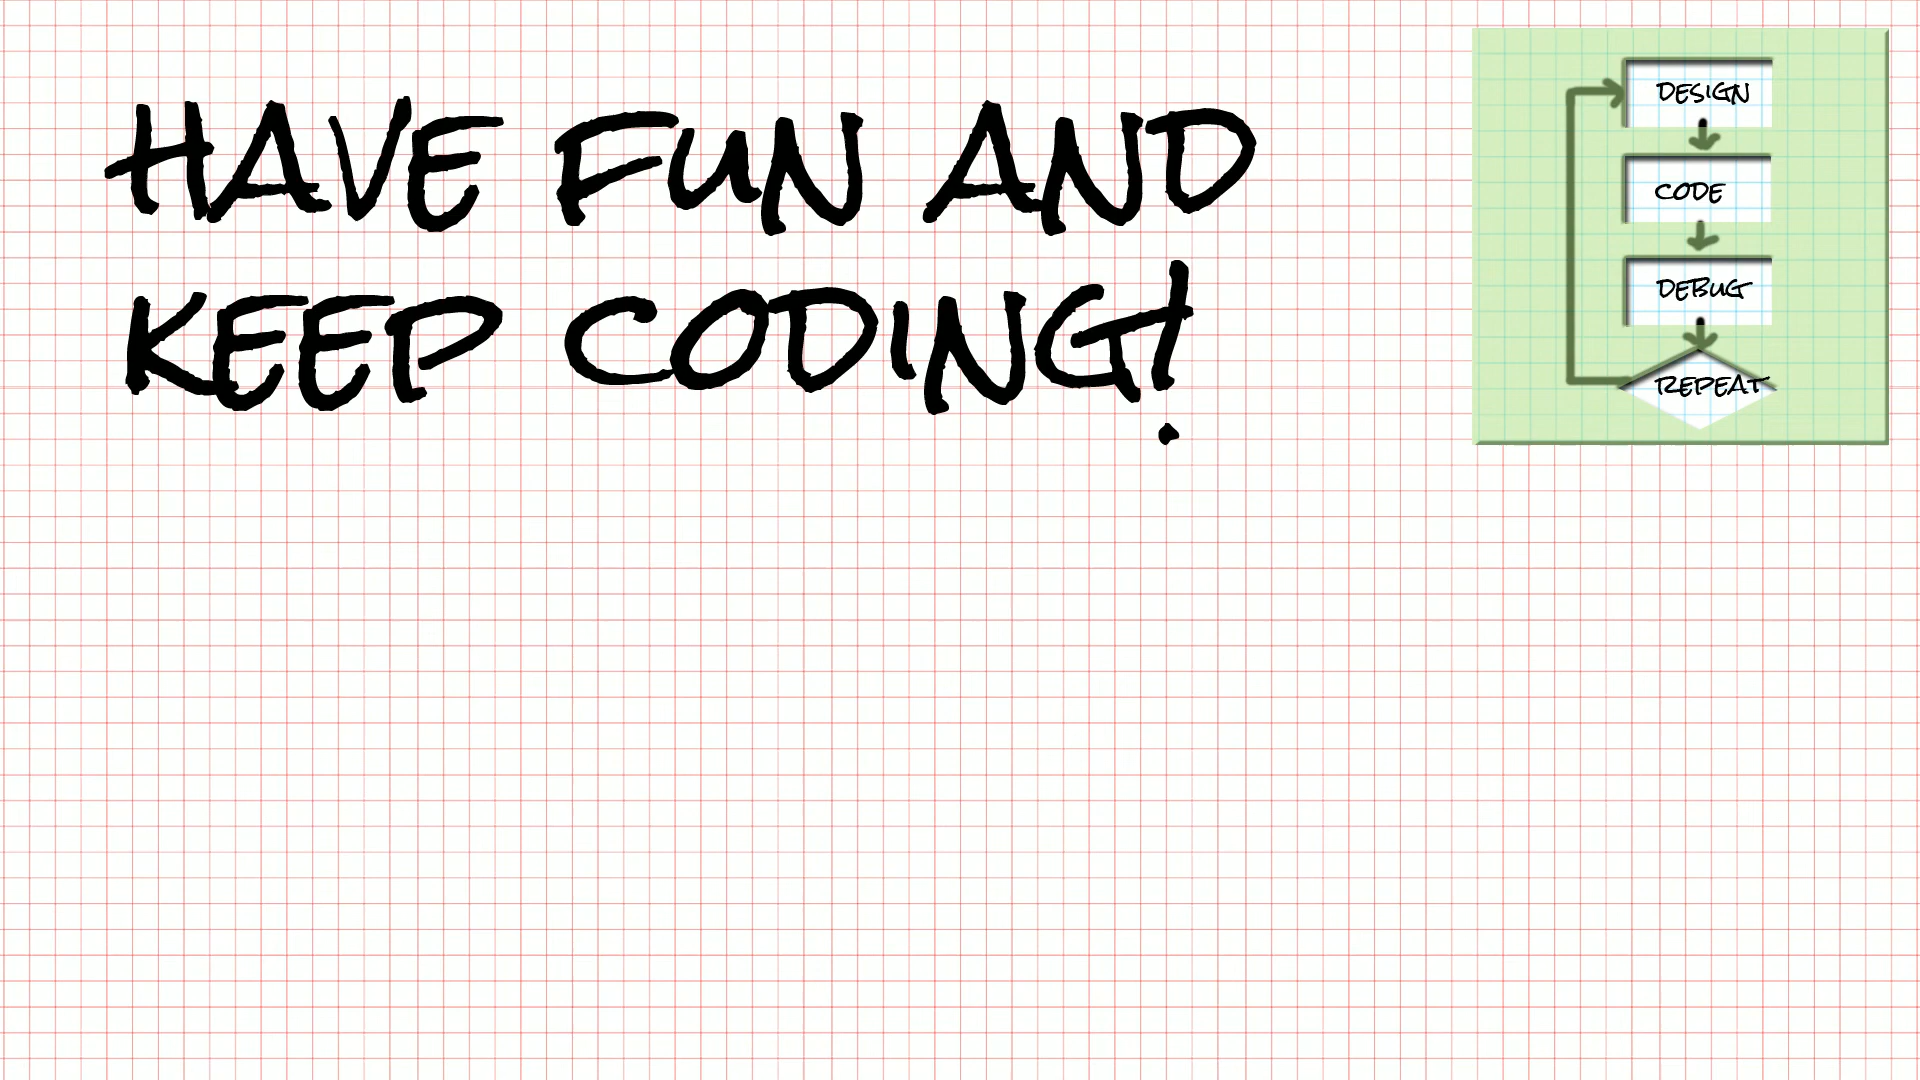 HAVE FUN AND
KEEP CODING!
DESIGN
CODE
DEBUG
REPEAT